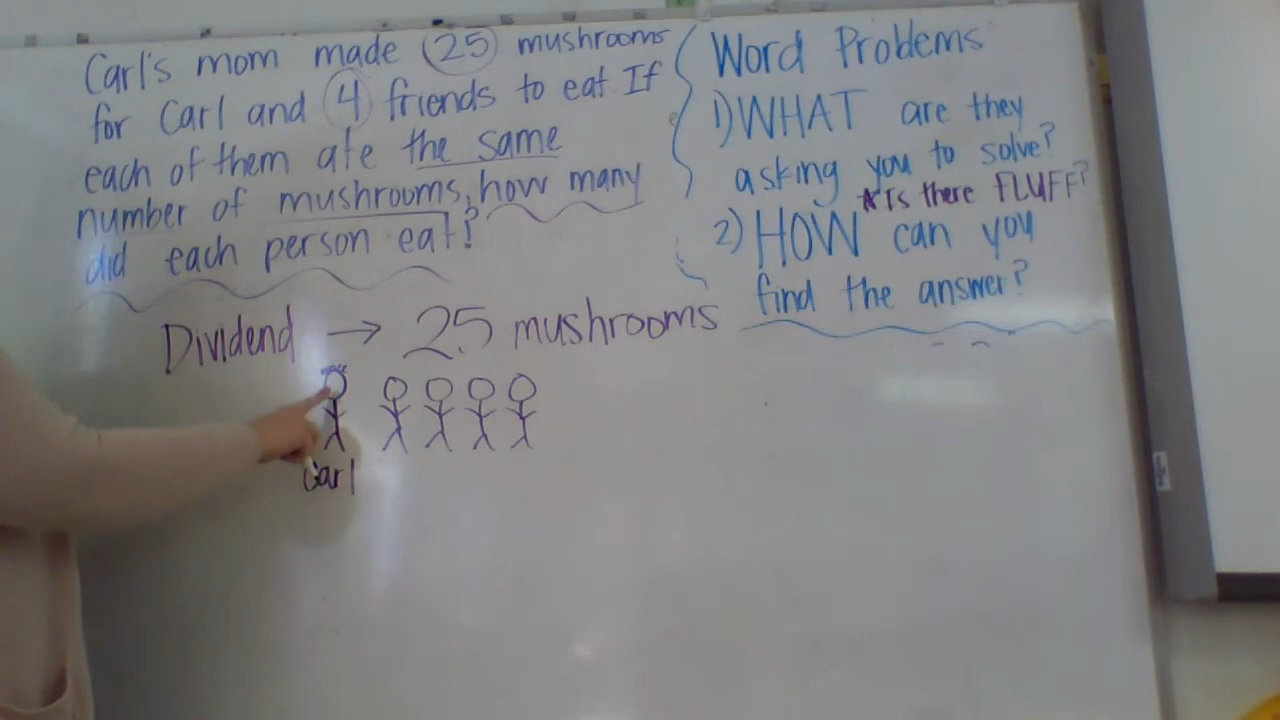 Carl's mom made 25 mushrooms
for Carl and 4 friends to eat. If
each of them ate the same
number of mushrooms, how many
did each person eat?
Word Problems
1) WHAT are they
asking you to solve?
*Is there FLUFF?
2) HOW can you
find the answer?
Dividend → 25 mushrooms
Carl